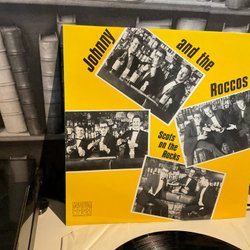 Johnny
and the
Roccos
Scots
on the
Rocks